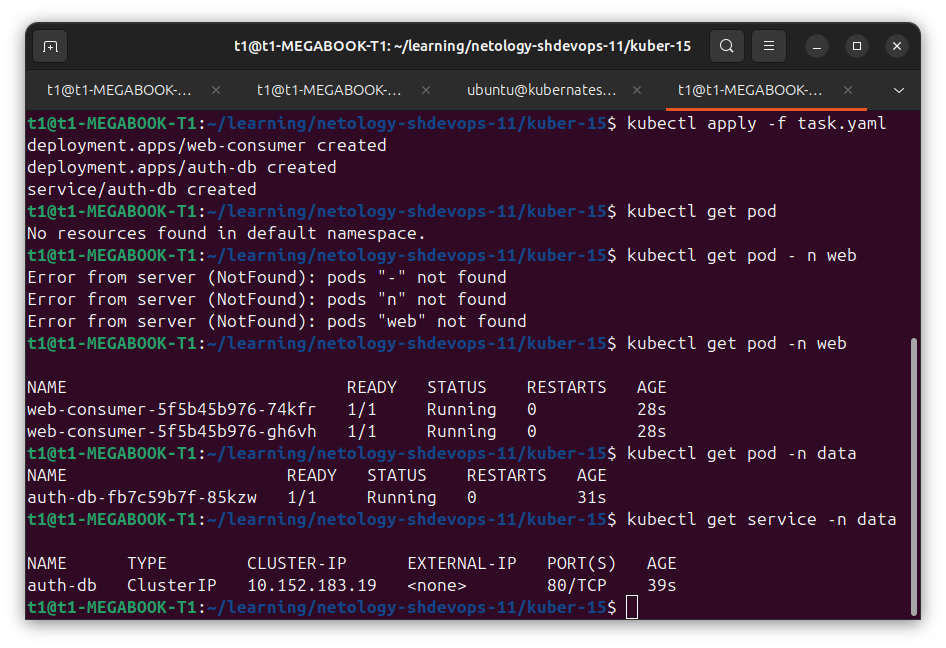 t1@t1-MEGABOOK-T1: ~/learning/netology-shdevops-11/kuber-15
t1@t1-MEGABOOK-... t1@t1-MEGABOOK-... ubuntu@kubernates... t1@t1-MEGABOOK-...
t1@t1-MEGABOOK-T1:~/learning/netology-shdevops-11/kuber-15$ kubectl apply -f task.yaml
deployment.apps/web-consumer created
deployment.apps/auth-db created
service/auth-db created
t1@t1-MEGABOOK-T1:~/learning/netology-shdevops-11/kuber-15$ kubectl get pod
No resources found in default namespace.
t1@t1-MEGABOOK-T1:~/learning/netology-shdevops-11/kuber-15$ kubectl get pod - n web
Error from server (NotFound): pods "-" not found
Error from server (NotFound): pods "n" not found
Error from server (NotFound): pods "web" not found
t1@t1-MEGABOOK-T1:~/learning/netology-shdevops-11/kuber-15$ kubectl get pod -n web
NAME READY STATUS RESTARTS AGE
web-consumer-5f5b45b976-74kfr 1/1 Running 0 28s
web-consumer-5f5b45b976-gh6vh 1/1 Running 0 28s
t1@t1-MEGABOOK-T1:~/learning/netology-shdevops-11/kuber-15$ kubectl get pod -n data
NAME READY STATUS RESTARTS AGE
auth-db-fb7c59b7f-85kzw 1/1 Running 0 31s
t1@t1-MEGABOOK-T1:~/learning/netology-shdevops-11/kuber-15$ kubectl get service -n data
NAME TYPE CLUSTER-IP EXTERNAL-IP PORT(S) AGE
auth-db ClusterIP 10.152.183.19 <none> 80/TCP 39s
t1@t1-MEGABOOK-T1:~/learning/netology-shdevops-11/kuber-15$